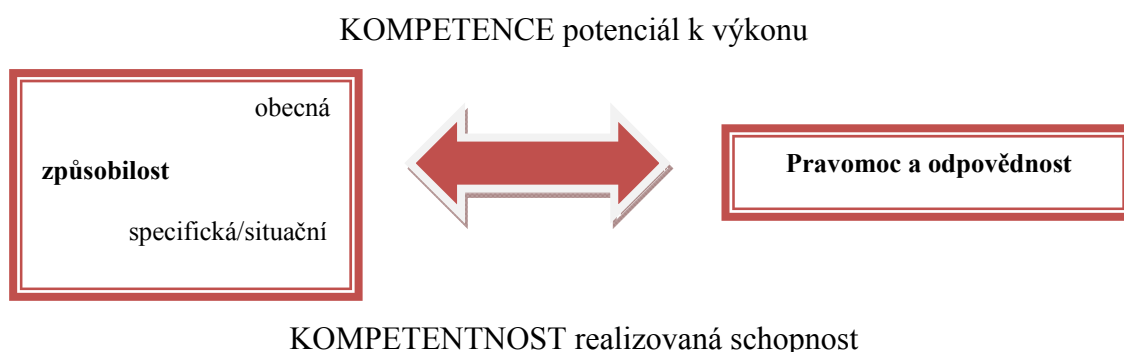 KOMPETENCE potenciál k výkonu
obecná
způsobilost
specifická/situační
Pravomoc a odpovědnost
KOMPETENTNOST realizovaná schopnost